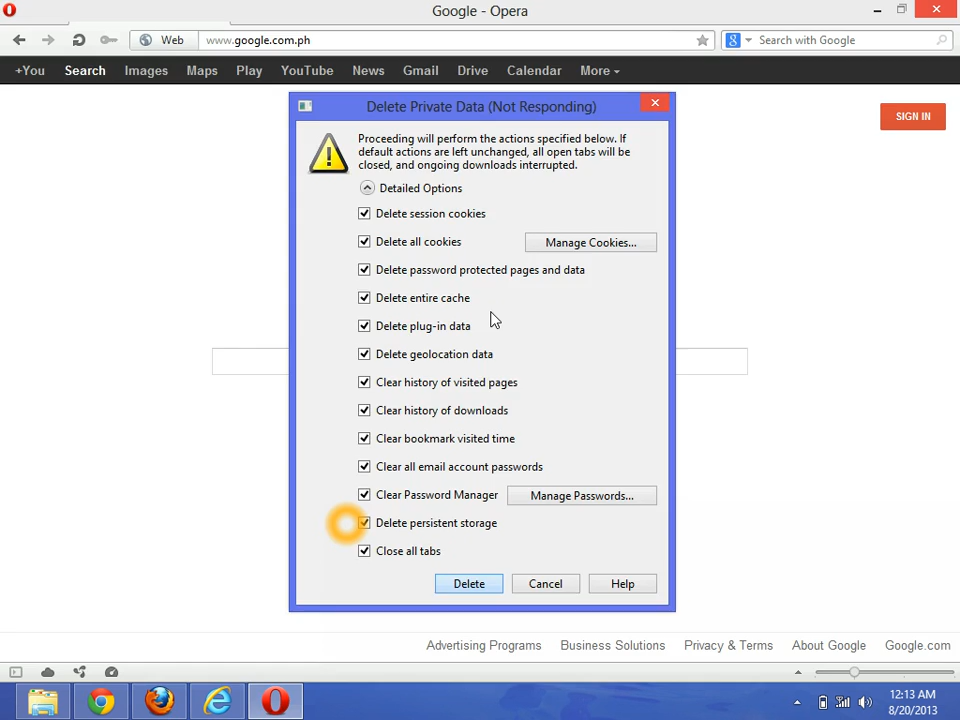 Google - Opera
Web
www.google.com.ph
Search with Google
+You Search Images Maps Play YouTube News Gmail Drive Calendar More
SIGN IN
Delete Private Data (Not Responding)
Proceeding will perform the actions specified below. If
default actions are left unchanged, all open tabs will be
closed, and ongoing downloads interrupted.
Detailed Options
Delete session cookies
Delete all cookies
Manage Cookies...
Delete password protected pages and data
Delete entire cache
Delete plug-in data
Delete geolocation data
Clear history of visited pages
Clear history of downloads
Clear bookmark visited time
Clear all email account passwords
Clear Password Manager
Manage Passwords...
Delete persistent storage
Close all tabs
Delete Cancel Help
Advertising Programs Business Solutions Privacy & Terms About Google Google.com
12:13 AM
8/20/2013